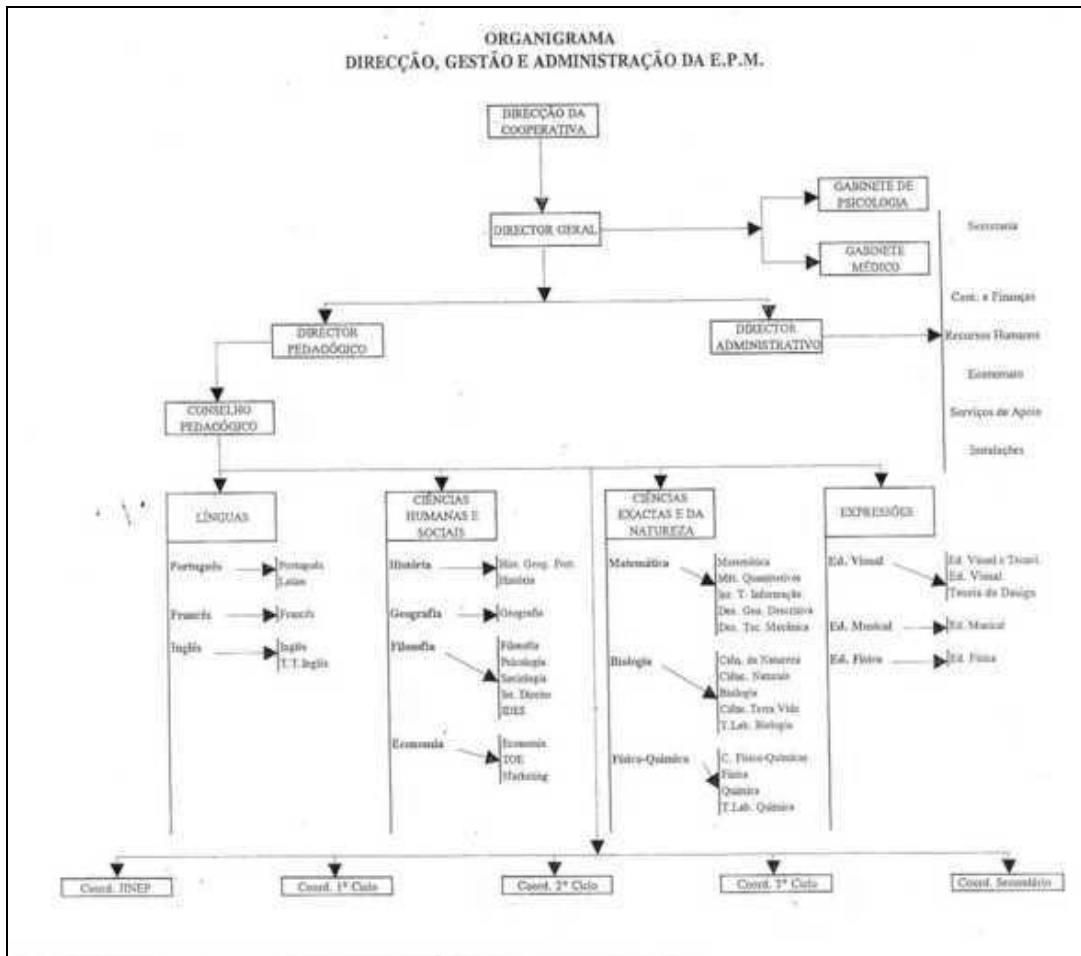 ORGANIGRAMA
DIRECÇÃO, GESTÃO E ADMINISTRAÇÃO DA E.P.M.
DIRECÇÃO DA
COOPERATIVA
DIRECTOR GERAL
GABINETE DE
PSICOLOGIA
GABINETE
MÉDICO
Secretaria
Cont. e Finanças
Recursos Humanos
Economato
Serviços de Apoio
Instalações
DIRECTOR
PEDAGÓGICO
DIRECTOR
ADMINISTRATIVO
CONSELHO
PEDAGÓGICO
LÍNGUAS
Português
Português
Latim
Francês
Francês
Inglês
Inglês
T.T. Inglês
CIÊNCIAS
HUMANAS E
SOCIAIS
História
Hist. Geog. Port.
História
Geografia
Geografia
Filosofia
Filosofia
Psicologia
Sociologia
Int. Direito
IDES
Economia
Economia
TOE
Marketing
CIÊNCIAS
EXACTAS E DA
NATUREZA
Matemática
Matemática
Mét. Quantitativos
Int. T. Informação
Des. Geo. Descritiva
Des. Tec. Mecânica
Biologia
Ciên. da Natureza
Ciênc. Naturais
Biologia
Ciênc. Terra Vida
T.Lab. Biologia
Físico-Química
C. Físico-Químicas
Física
Química
T.Lab. Química
EXPRESSÕES
Ed. Visual
Ed. Visual e Tecnol.
Ed. Visual
Teoria do Design
Ed. Musical
Ed. Musical
Ed. Física
Ed. Física
Coord. JINEP
Coord. 1º Ciclo
Coord. 2º Ciclo
Coord. 3º Ciclo
Coord. Secundário